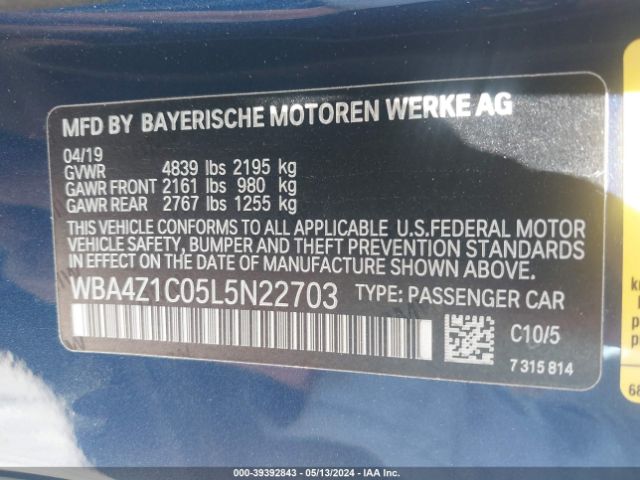 MFD BY BAYERISCHE MOTOREN WERKE AG
04/19
GVWR 4839 lbs 2195 kg
GAWR FRONT 2161 lbs 980 kg
GAWR REAR 2767 lbs 1255 kg
THIS VEHICLE CONFORMS TO ALL APPLICABLE U.S.FEDERAL MOTOR
VEHICLE SAFETY, BUMPER AND THEFT PREVENTION STANDARDS
IN EFFECT ON THE DATE OF MANUFACTURE SHOWN ABOVE.
WBA4Z1C05L5N22703 TYPE: PASSENGER CAR
C10/5
7 315 814
68
000-39392843 - 05/13/2024 - IAA Inc.